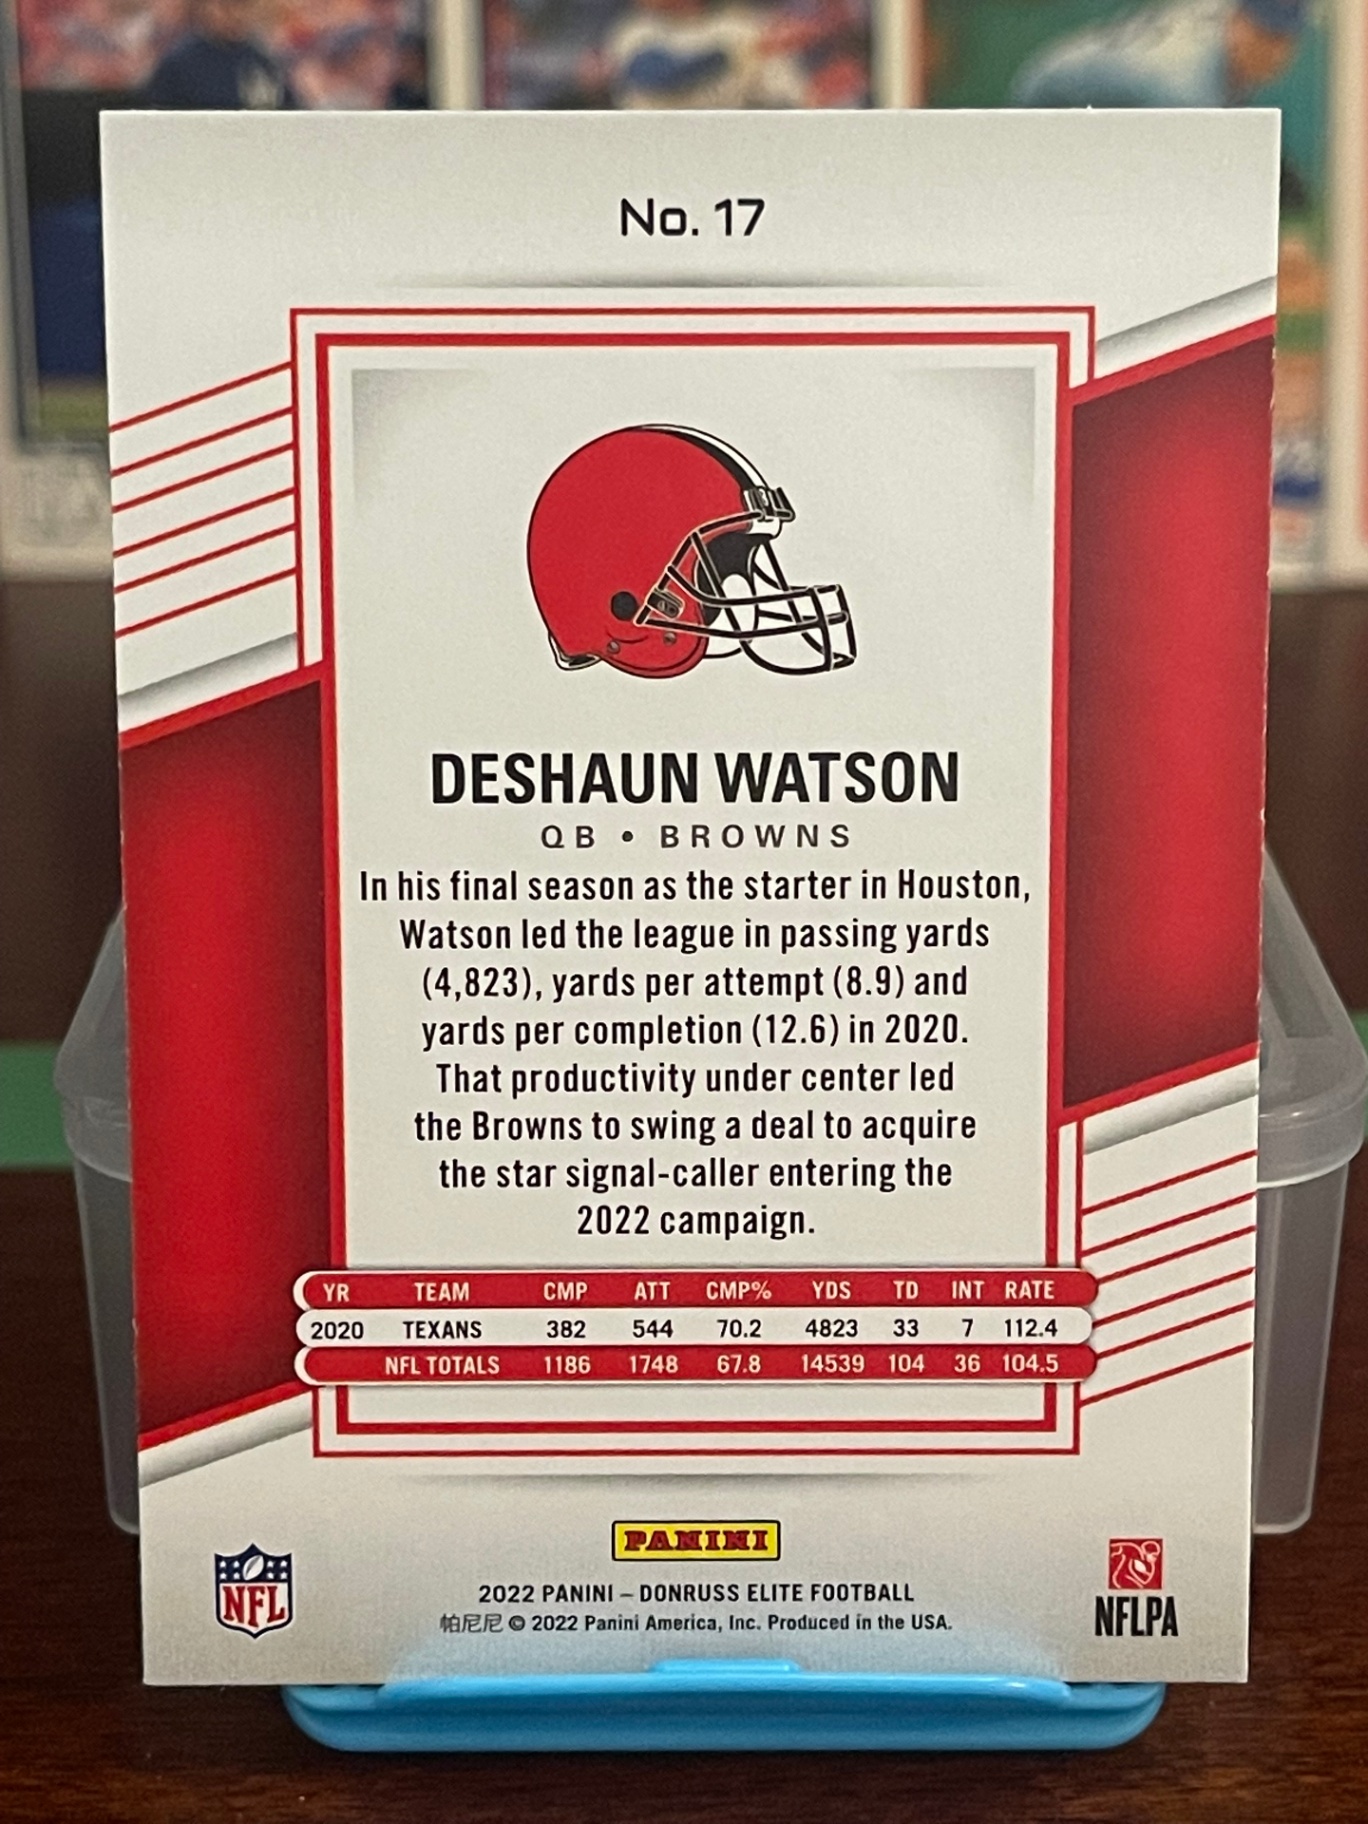 No. 17
DESHAUN WATSON
QB • BROWNS
In his final season as the starter in Houston,
Watson led the league in passing yards
(4,823), yards per attempt (8.9) and
yards per completion (12.6) in 2020.
That productivity under center led
the Browns to swing a deal to acquire
the star signal-caller entering the
2022 campaign.
YR TEAM CMP ATT CMP% YDS TD INT RATE
2020 TEXANS 382 544 70.2 4823 33 7 112.4
NFL TOTALS 1186 1748 67.8 14539 104 36 104.5
PANINI
NFL
2022 PANINI – DONRUSS ELITE FOOTBALL
帕尼尼 © 2022 Panini America, Inc. Produced in the USA.
NFLPA